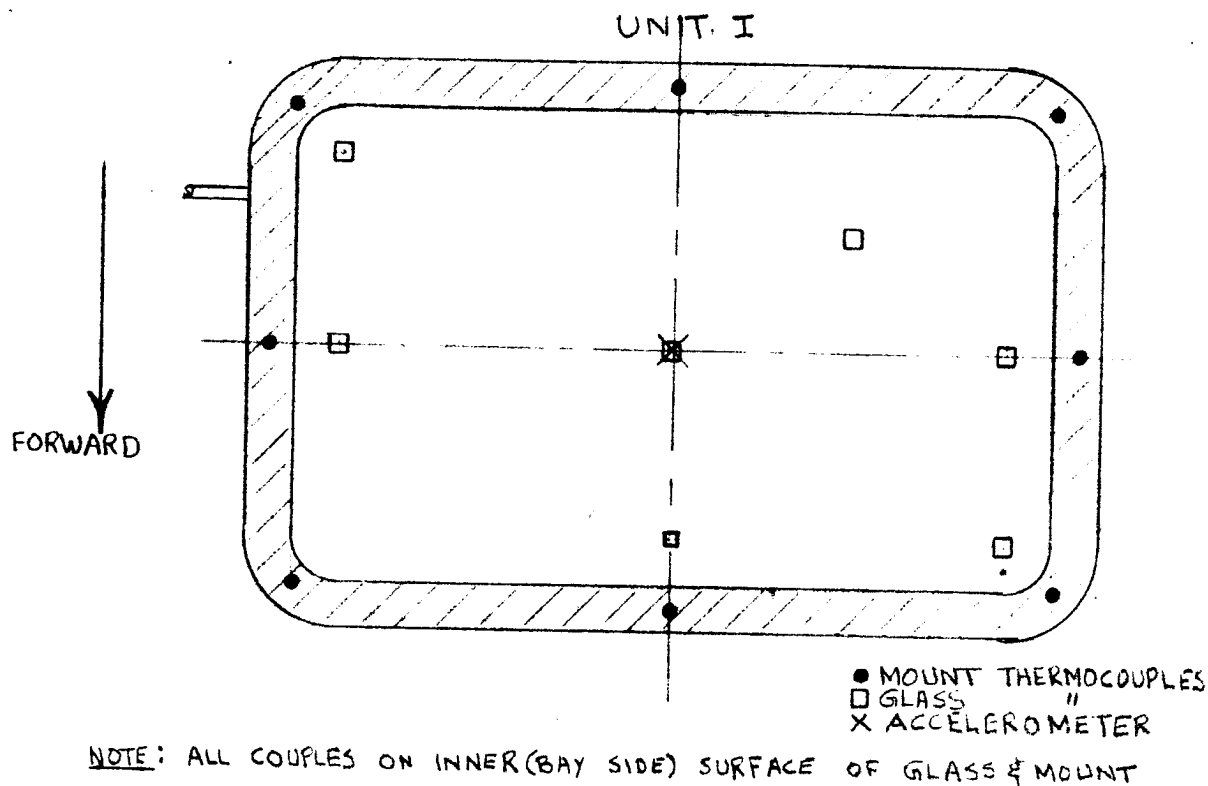 UNIT. I
FORWARD
● MOUNT THERMOCOUPLES
□ GLASS "
X ACCELEROMETER
NOTE: ALL COUPLES ON INNER (BAY SIDE) SURFACE OF GLASS & MOUNT